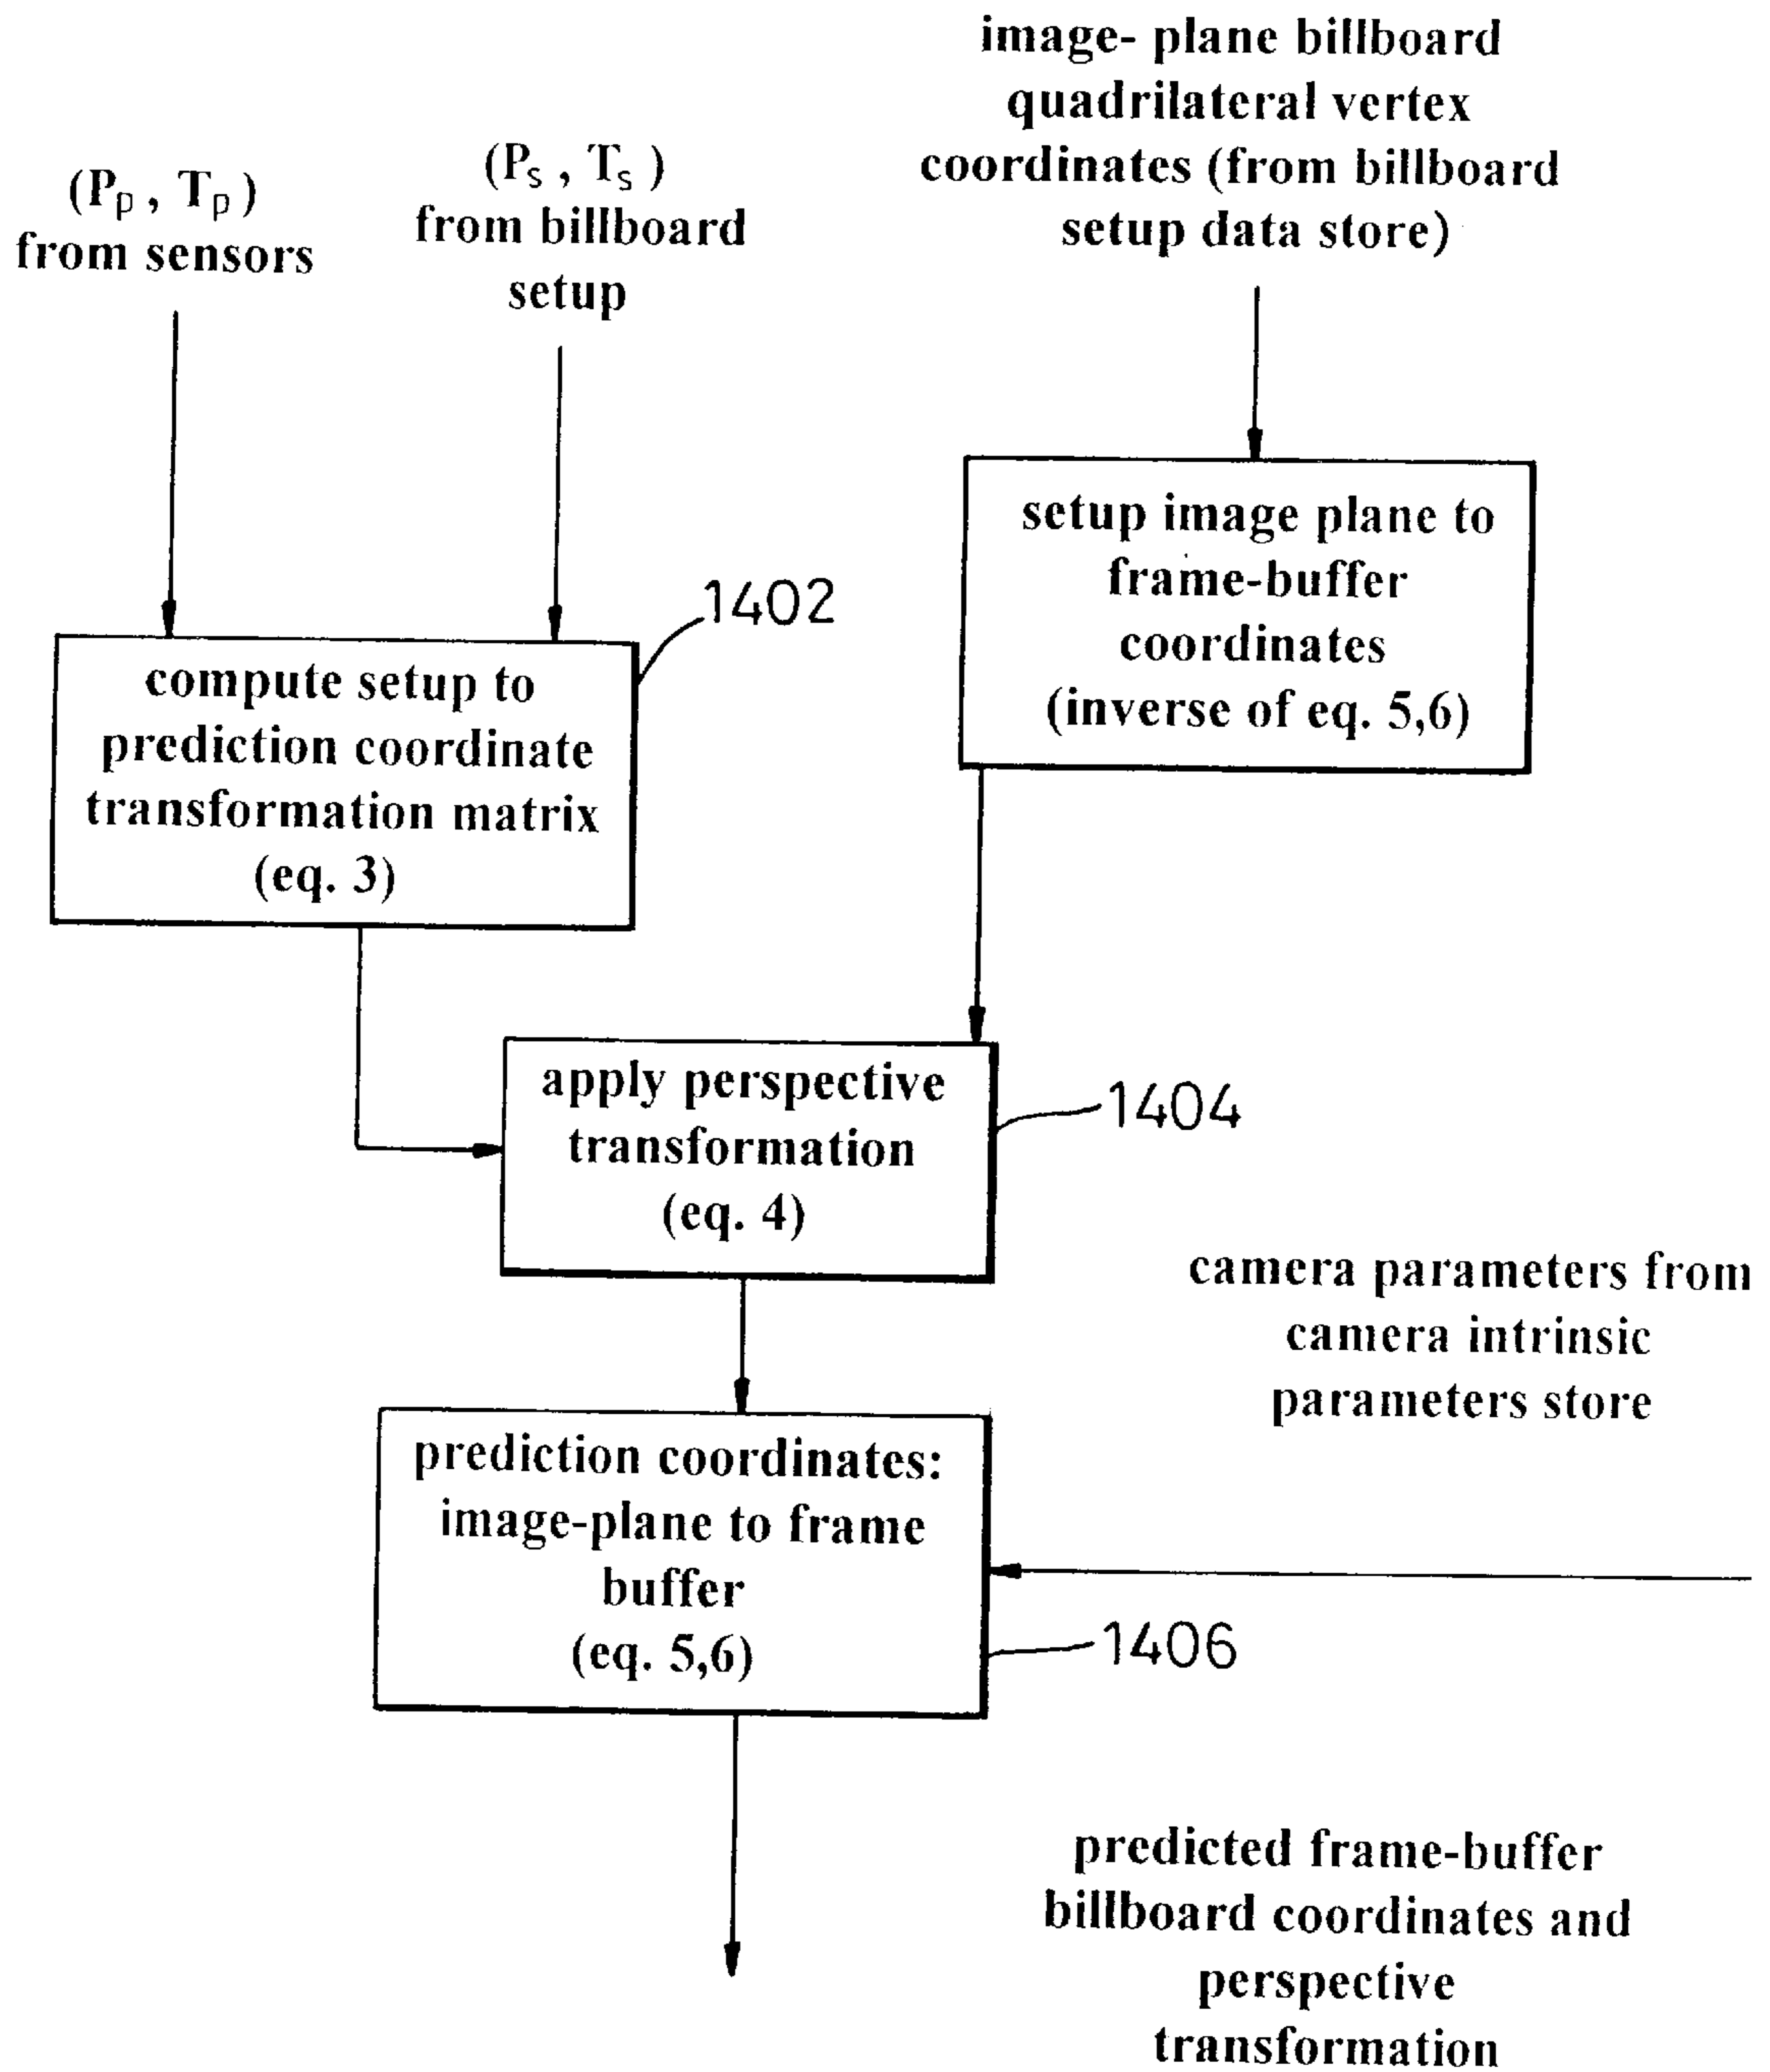 image- plane billboard
quadrilateral vertex
coordinates (from billboard
setup data store)
(Pp , Tp )
from sensors
(Ps , Ts )
from billboard
setup
setup image plane to
frame-buffer
coordinates
(inverse of eq. 5,6)
1402
compute setup to
prediction coordinate
transformation matrix
(eq. 3)
apply perspective
transformation
(eq. 4)
1404
camera parameters from
camera intrinsic
parameters store
prediction coordinates:
image-plane to frame
buffer
(eq. 5,6)
1406
predicted frame-buffer
billboard coordinates and
perspective
transformation